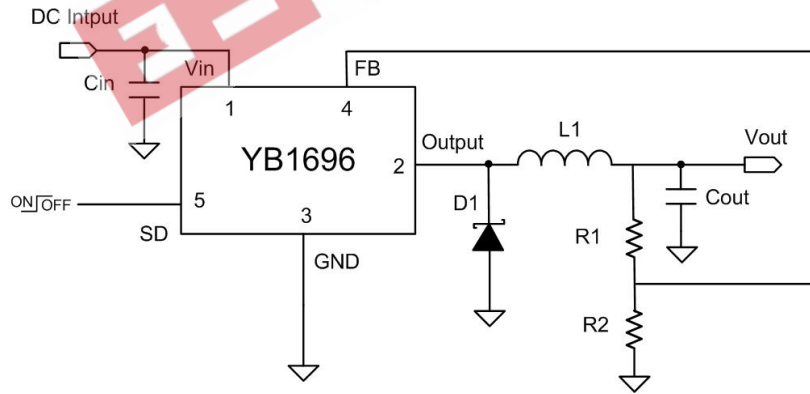 DC Intput
Vin
FB
Cin
1
4
YB1696
2
Output
L1
Vout
ON OFF
5
SD
3
GND
D1
R1
Cout
R2